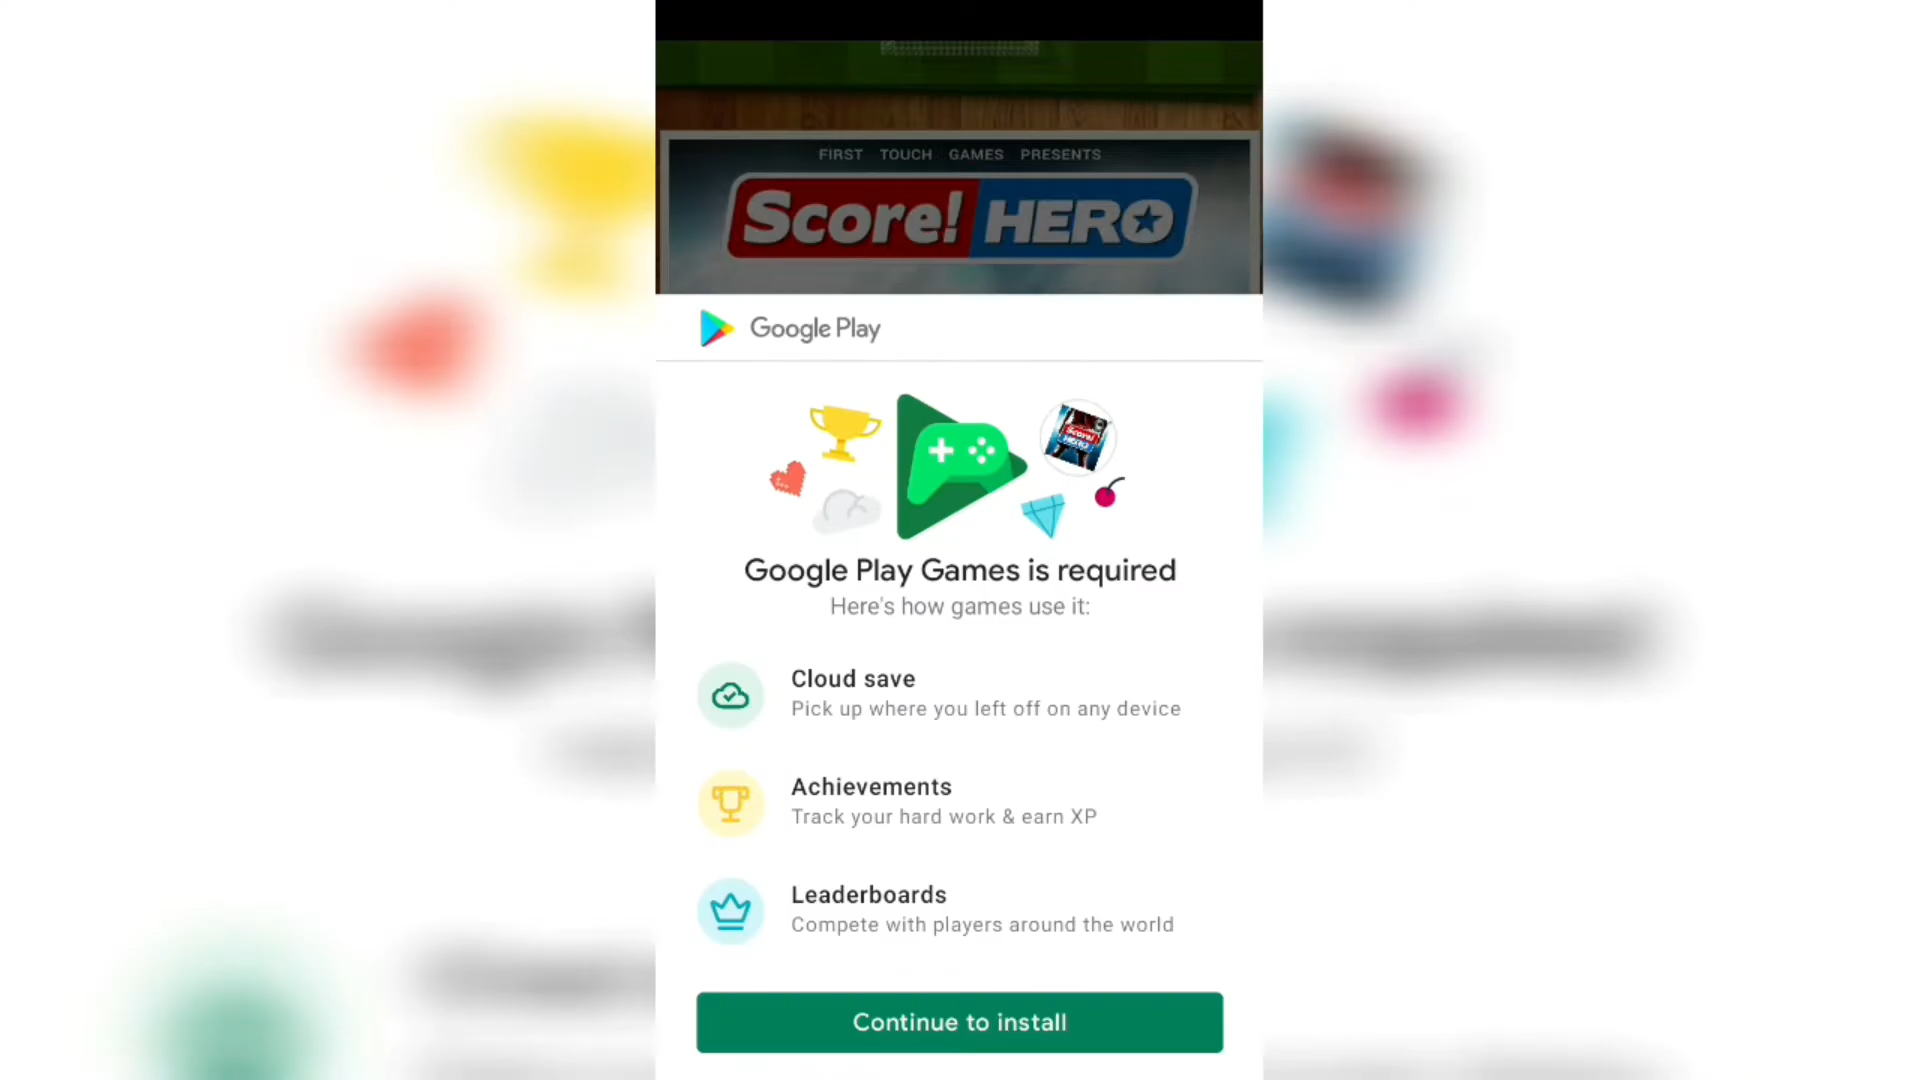 FIRST TOUCH GAMES PRESENTS
Score! HERO
Google Play
Score!
HERO
Google Play Games is required
Here's how games use it:
Cloud save
Pick up where you left off on any device
Achievements
Track your hard work & earn XP
Leaderboards
Compete with players around the world
Continue to install